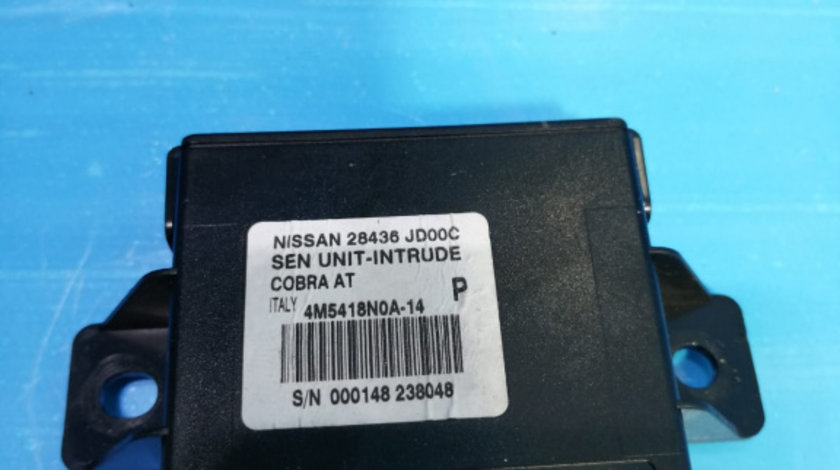 NISSAN 28436 JD00C
SEN UNIT-INTRUDE
COBRA AT P
ITALY 4M5418N0A-14
S/N 000148 238048